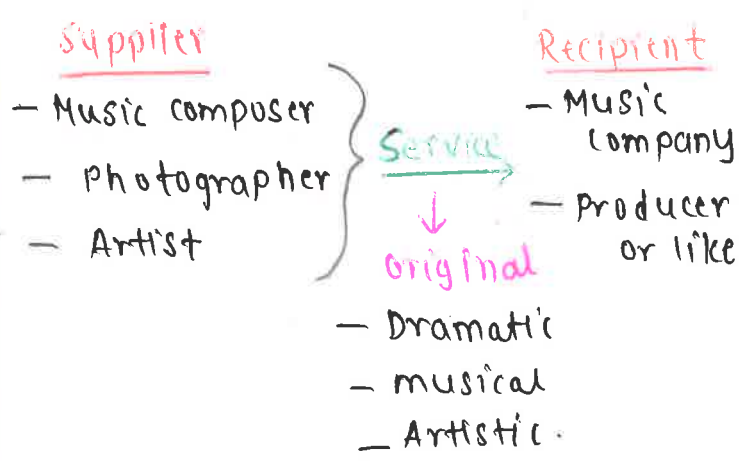 Supplier
- Music composer
- Photographer
- Artist
Service
original
- Dramatic
- musical
- Artistic.
Recipient
- Music
company
- Producer
or like